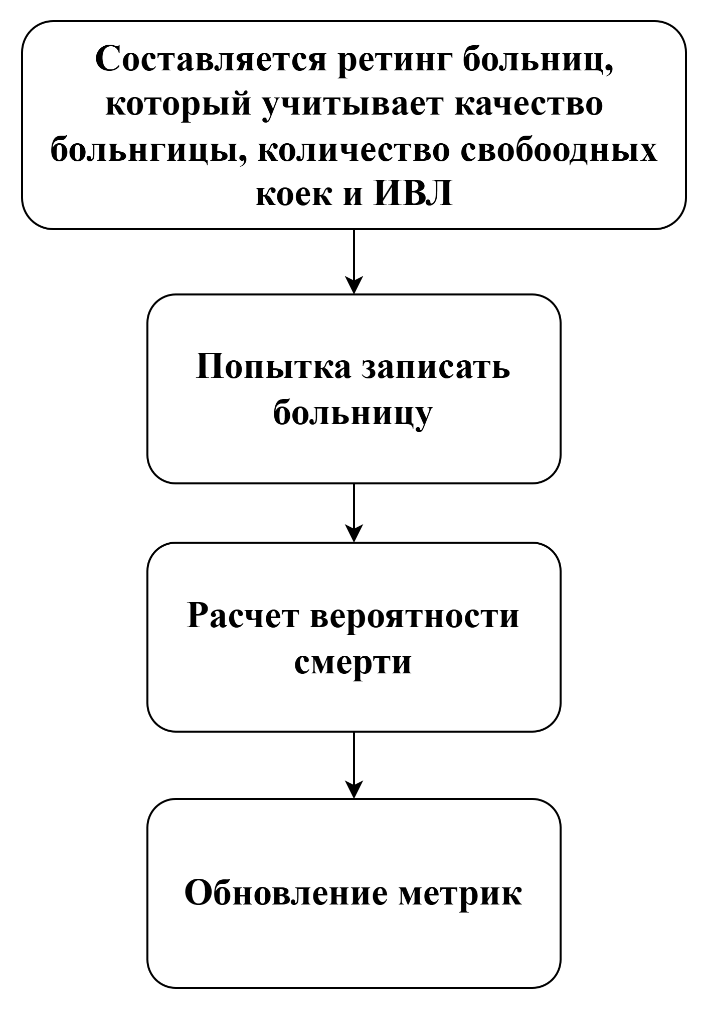 Составляется ретинг больниц,
который учитывает качество
больнгицы, количество свобоодных
коек и ИВЛ
Попытка записать
больницу
Расчет вероятности
смерти
Обновление метрик